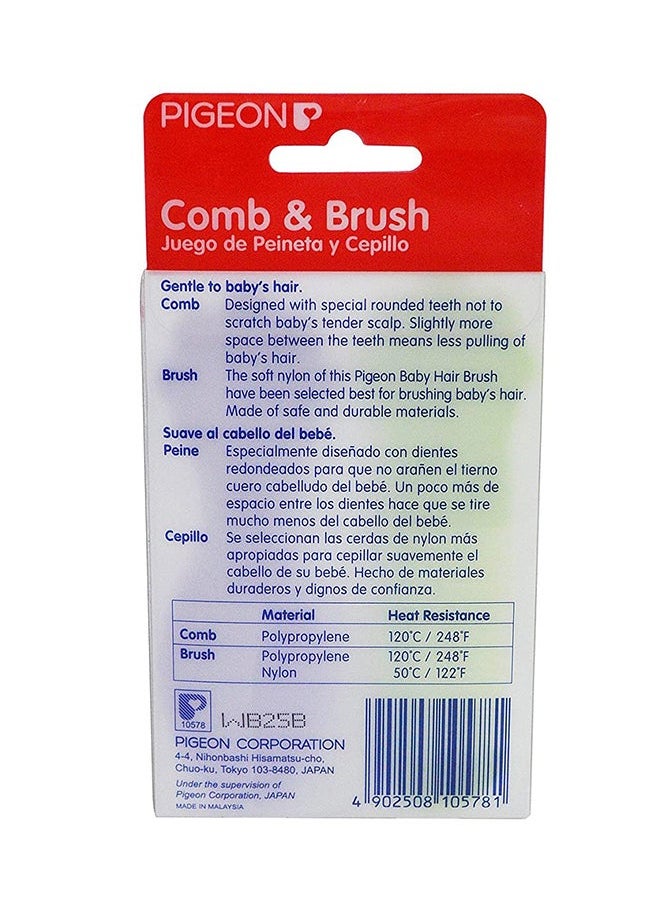 PIGEON
Comb & Brush
Juego de Peineta y Cepillo
Gentle to baby's hair.
Comb Designed with special rounded teeth not to
scratch baby's tender scalp. Slightly more
space between the teeth means less pulling of
baby's hair.
Brush The soft nylon of this Pigeon Baby Hair Brush
have been selected best for brushing baby's hair.
Made of safe and durable materials.
Suave al cabello del bebé.
Peine Especialmente diseñado con dientes
redondeados para que no arañen el tierno
cuero cabelludo del bebé. Un poco más de
espacio entre los dientes hace que se tire
mucho menos del cabello del bebé.
Cepillo Se seleccionan las cerdas de nylon más
apropiadas para cepillar suavemente el
cabello de su bebé. Hecho de materiales
duraderos y dignos de confianza.
Material Heat Resistance
Comb Polypropylene 120°C / 248°F
Brush Polypropylene 120°C / 248°F
Nylon 50°C / 122°F
10578
WB25B
PIGEON CORPORATION
4-4, Nihonbashi Hisamatsu-cho,
Chuo-ku, Tokyo 103-8480, JAPAN
Under the supervision of
Pigeon Corporation, JAPAN
MADE IN MALAYSIA
4 902508 105781